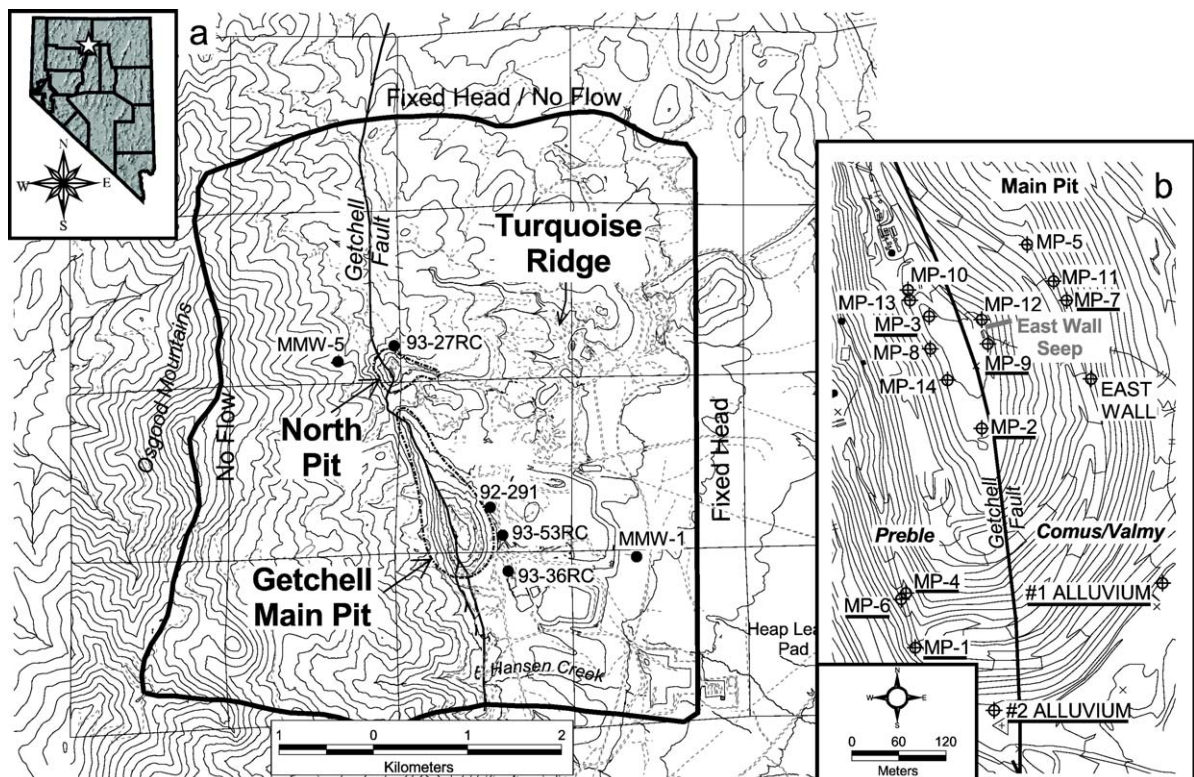 a
N
W
E
S
Fixed Head / No Flow
Getchell
Fault
Turquoise
Ridge
Osgood Mountains
No Flow
MMW-5
93-27RC
North
Pit
Fixed Head
92-291
93-53RC
MMW-1
93-36RC
Getchell
Main Pit
Heap Lea
Pad
Hansen Creek
1
0
1
2
Kilometers
b
Main Pit
MP-5
MP-10
MP-11
MP-13
MP-12
MP-7
MP-3
East Wall
Seep
MP-8
MP-9
MP-14
EAST
WALL
MP-2
Getchell
Fault
Preble
Comus/Valmy
MP-4
#1 ALLUVIUM
MP-6
MP-1
#2 ALLUVIUM
N
W
E
S
0
60
120
Meters